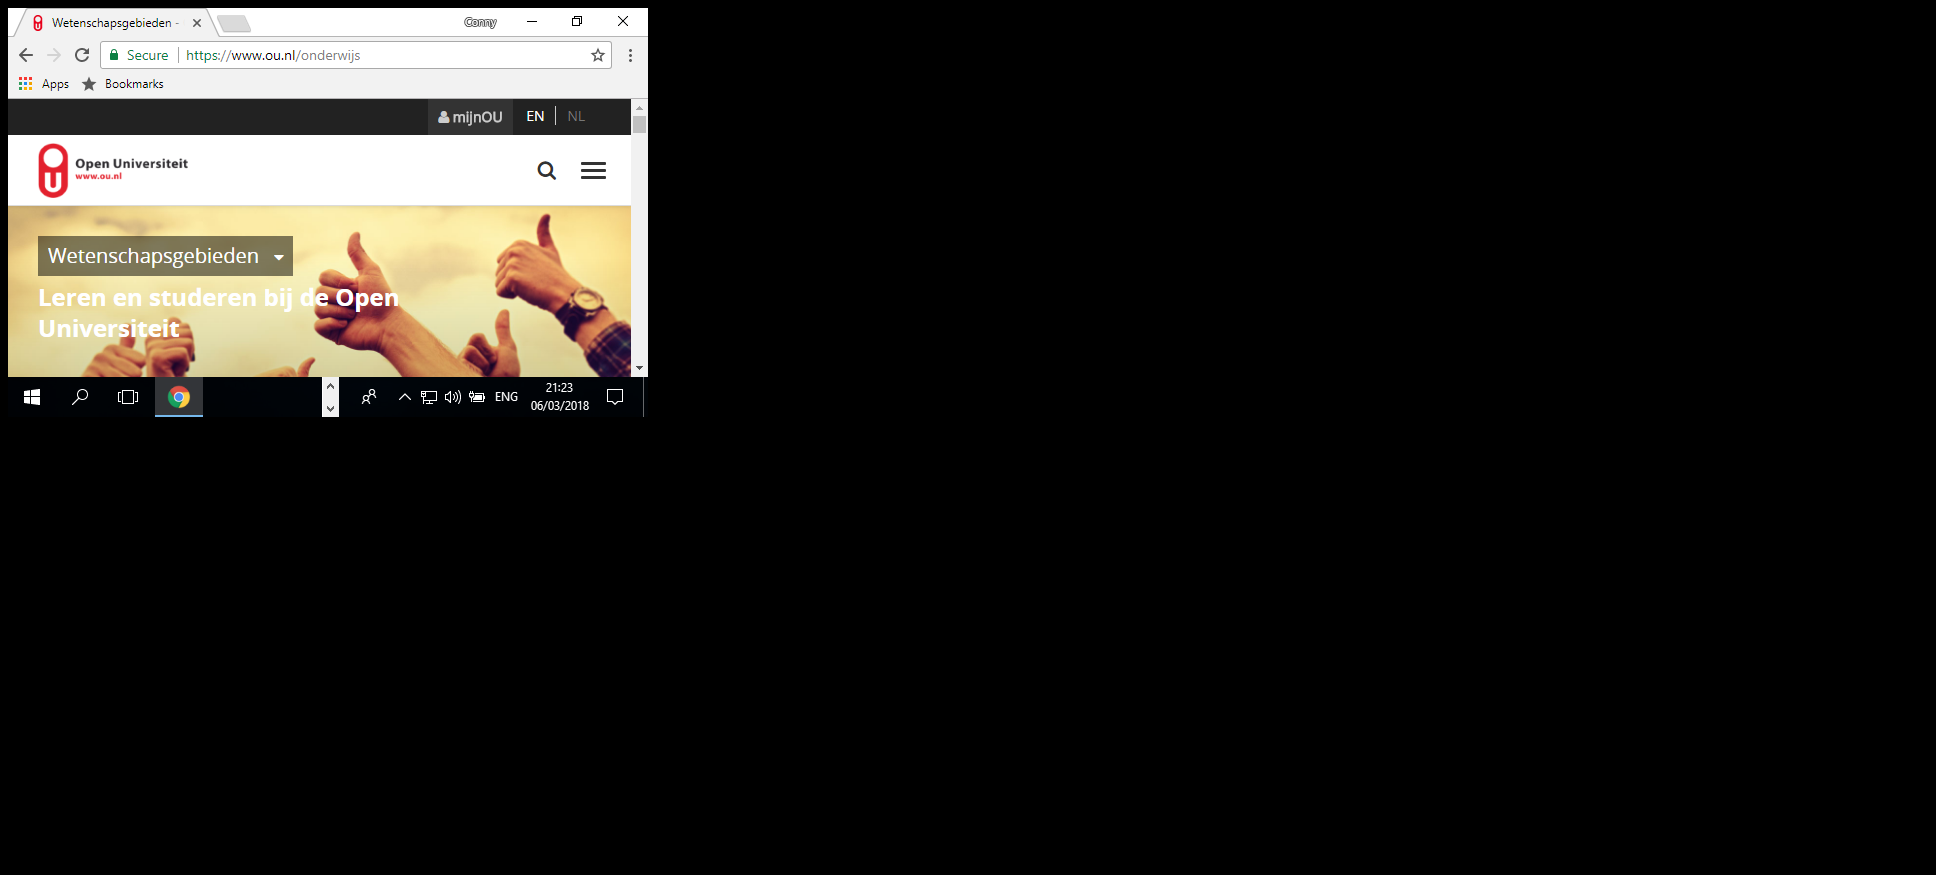 Wetenschapsgebieden -
Conny
Secure
https://www.ou.nl/onderwijs
Apps
Bookmarks
mijnOU
EN
NL
Open Universiteit
www.ou.nl
Wetenschapsgebieden
Leren en studeren bij de Open
Universiteit
ENG
21:23
06/03/2018